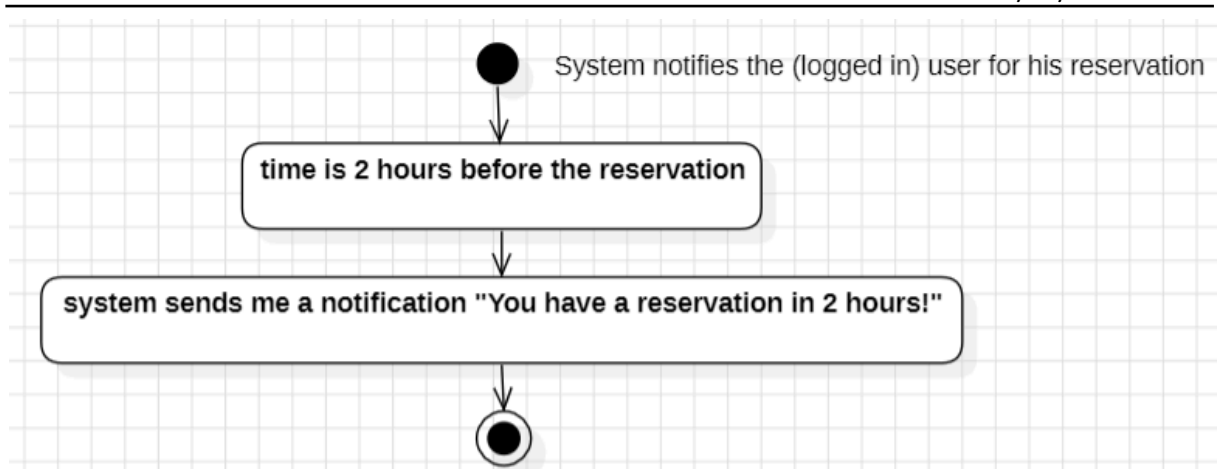 System notifies the (logged in) user for his reservation
time is 2 hours before the reservation
system sends me a notification "You have a reservation in 2 hours!"